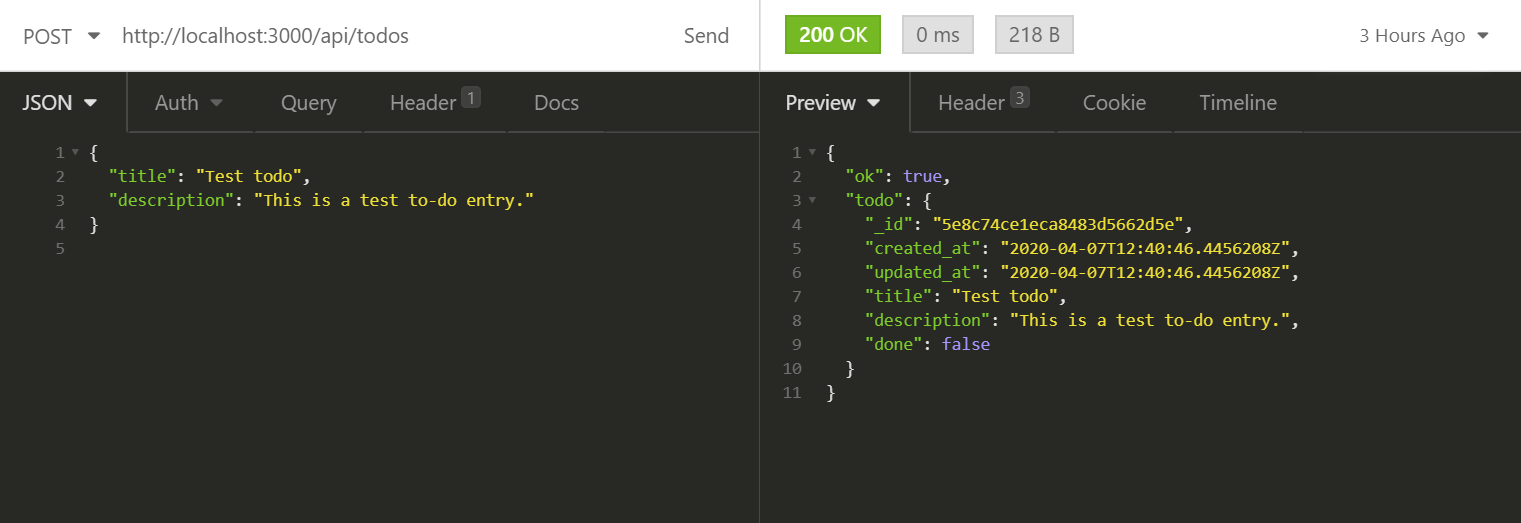 POST http://localhost:3000/api/todos Send 200 OK 0 ms 218 B 3 Hours Ago
JSON Auth Query Header 1 Docs
1 {
2 "title": "Test todo",
3 "description": "This is a test to-do entry."
4 }
5
Preview Header 3 Cookie Timeline
1 {
2 "ok": true,
3 "todo": {
4 "_id": "5e8c74ce1eca8483d5662d5e",
5 "created_at": "2020-04-07T12:40:46.4456208Z",
6 "updated_at": "2020-04-07T12:40:46.4456208Z",
7 "title": "Test todo",
8 "description": "This is a test to-do entry.",
9 "done": false
10 }
11 }